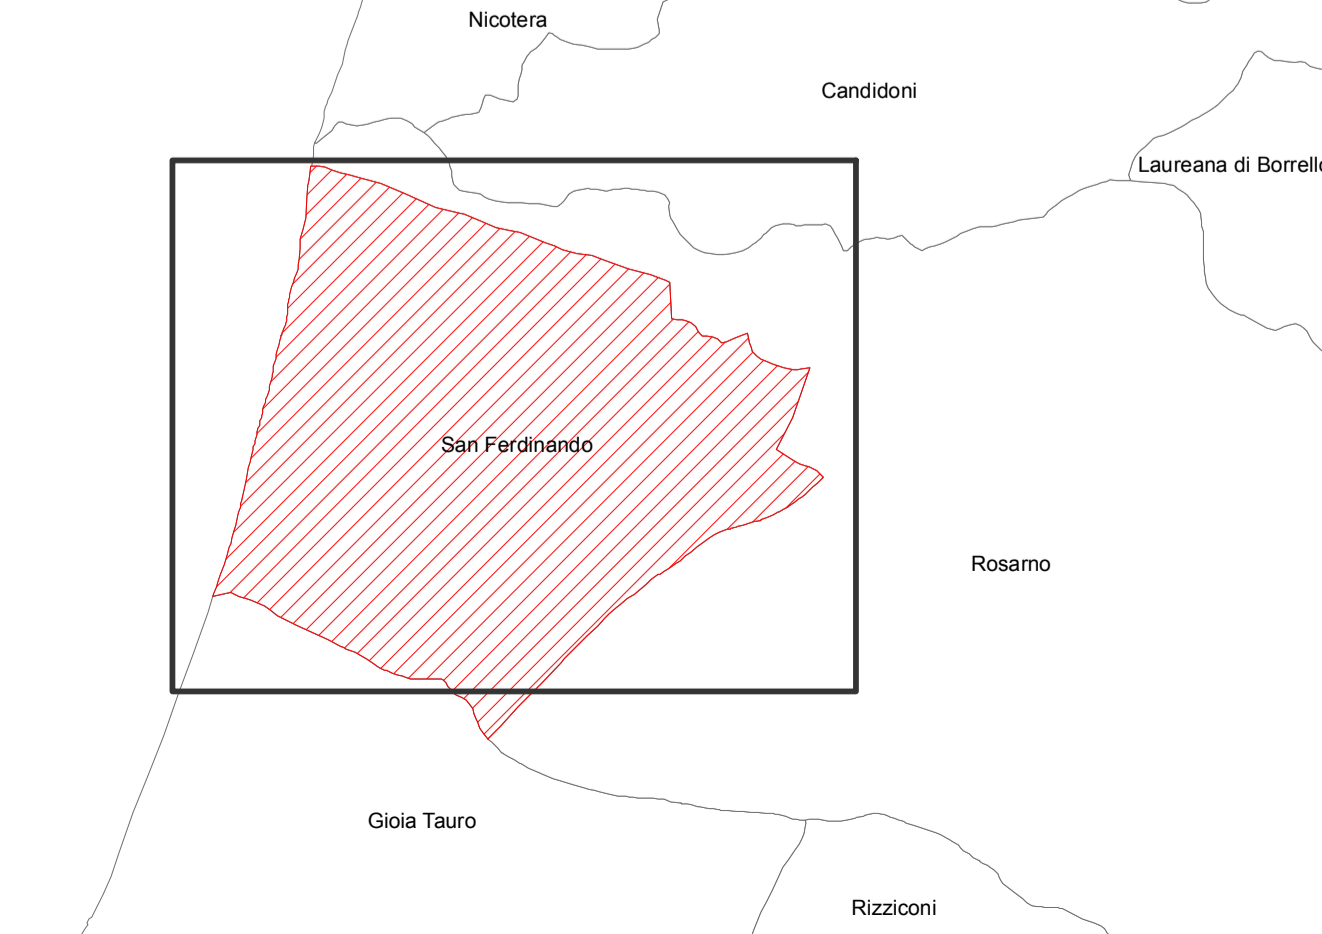 Nicotera
Candidoni
Laureana di Borrello
San Ferdinando
Rosarno
Gioia Tauro
Rizziconi